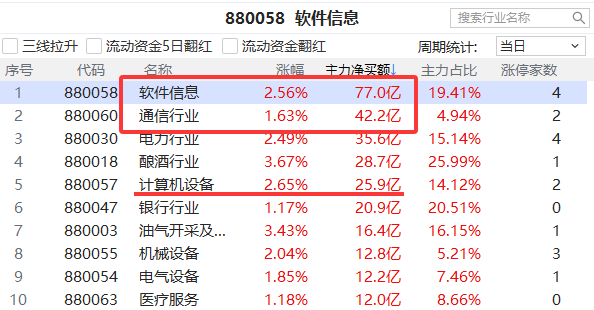 880058 软件信息
搜索行业名称
三线拉升 流动资金5日翻红 流动资金翻红 周期统计: 当日
序号 代码 名称 涨幅 主力净买额↓ 主力占比 涨停家数
1 880058 软件信息 2.56% 77.0亿 19.41% 4
2 880060 通信行业 1.63% 42.2亿 4.94% 2
3 880030 电力行业 2.49% 35.6亿 15.14% 4
4 880018 酿酒行业 3.67% 28.7亿 25.99% 1
5 880057 计算机设备 2.65% 25.9亿 14.12% 2
6 880047 银行行业 1.17% 20.9亿 20.51% 0
7 880003 油气开采及... 3.43% 16.4亿 16.15% 1
8 880055 机械设备 2.04% 12.8亿 5.21% 3
9 880054 电气设备 1.85% 12.2亿 7.46% 1
10 880063 医疗服务 1.18% 12.0亿 8.66% 0